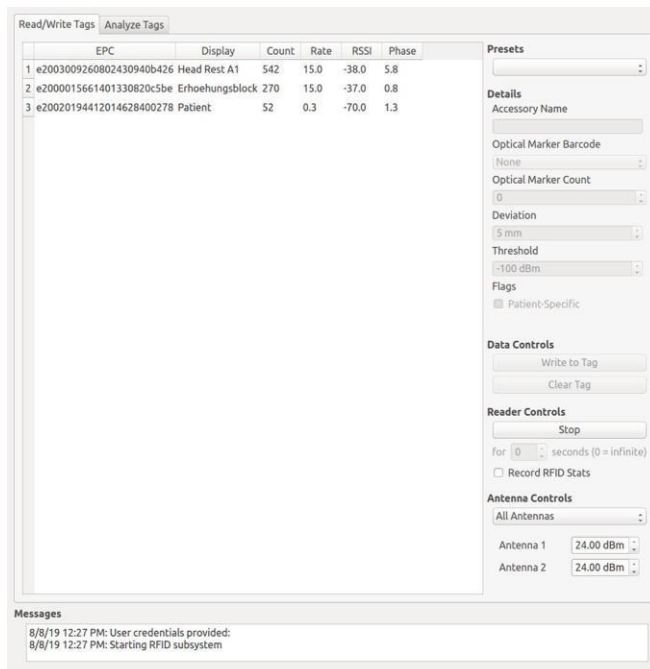 Read/Write Tags Analyze Tags
EPC Display Count Rate RSSI Phase
1 e2003009260802430940b426 Head Rest A1 542 15.0 -38.0 5.8
2 e2000015661401330820c5be Erhoehungsblock 270 15.0 -37.0 0.8
3 e20020194412014628400278 Patient 52 0.3 -70.0 1.3
Presets
Details
Accessory Name
Optical Marker Barcode
None
Optical Marker Count
0
Deviation
5 mm
Threshold
-100 dBm
Flags
Patient-Specific
Data Controls
Write to Tag
Clear Tag
Reader Controls
Stop
for 0 seconds (0 = infinite)
Record RFID Stats
Antenna Controls
All Antennas
Antenna 1 24.00 dBm
Antenna 2 24.00 dBm
Messages
8/8/19 12:27 PM: User credentials provided:
8/8/19 12:27 PM: Starting RFID subsystem